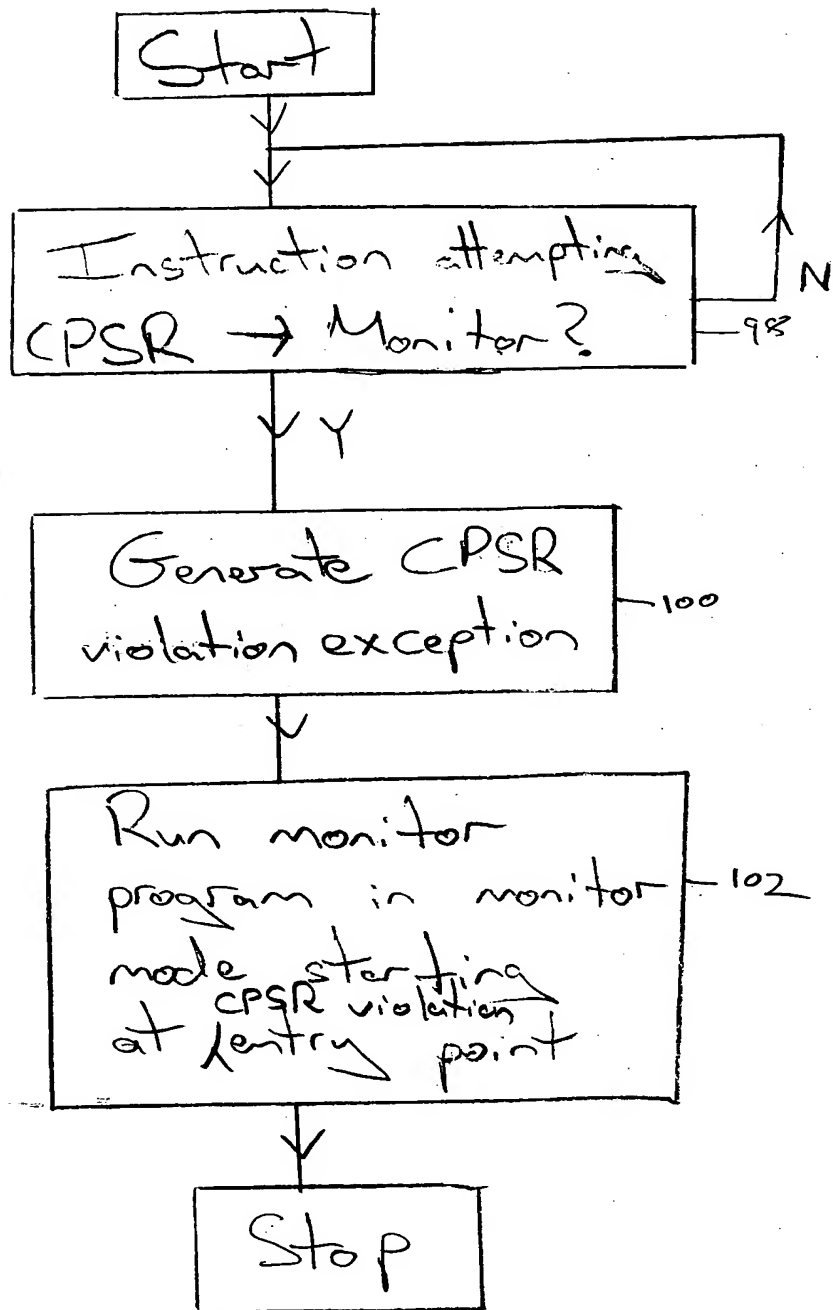 Start
Instruction attempting
CPSR → Monitor?
N
98
Y
Generate CPSR
violation exception
100
Run monitor
program in monitor
102
mode starting
CPSR violation
at entry point
Stop